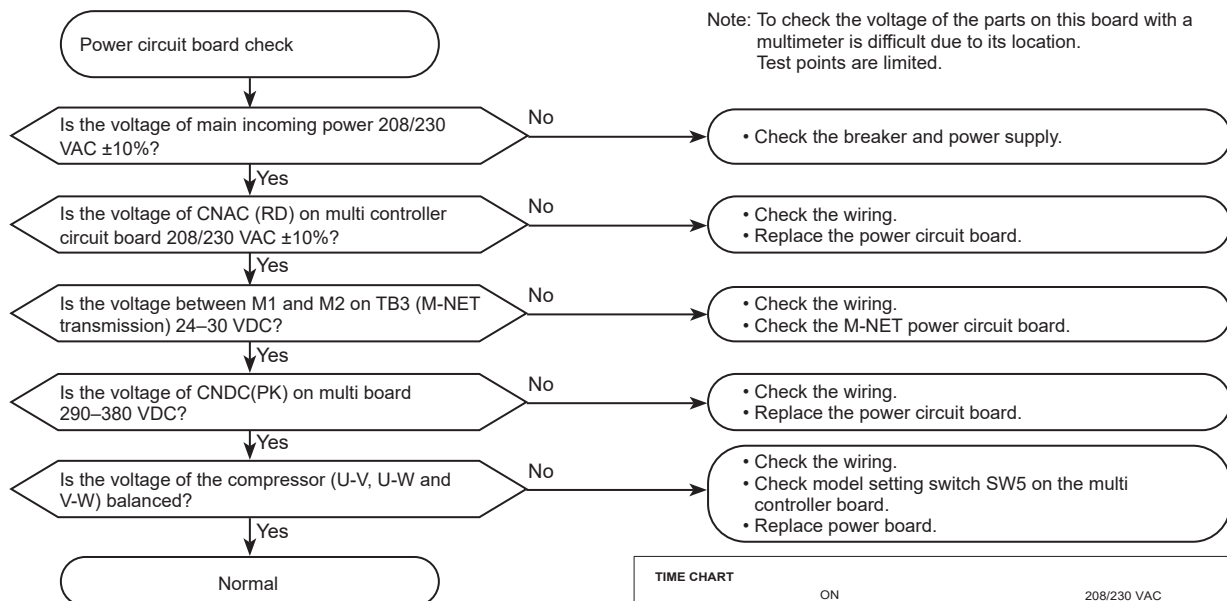 Power circuit board check
Note: To check the voltage of the parts on this board with a
multimeter is difficult due to its location.
Test points are limited.
Is the voltage of main incoming power 208/230
VAC ±10%?
No
• Check the breaker and power supply.
Yes
Is the voltage of CNAC (RD) on multi controller
circuit board 208/230 VAC ±10%?
No
• Check the wiring.
• Replace the power circuit board.
Yes
Is the voltage between M1 and M2 on TB3 (M-NET
transmission) 24–30 VDC?
No
• Check the wiring.
• Check the M-NET power circuit board.
Yes
Is the voltage of CNDC(PK) on multi board
290–380 VDC?
No
• Check the wiring.
• Replace the power circuit board.
Yes
Is the voltage of the compressor (U-V, U-W and
V-W) balanced?
No
• Check the wiring.
• Check model setting switch SW5 on the multi
controller board.
• Replace power board.
Yes
Normal
TIME CHART
ON
208/230 VAC